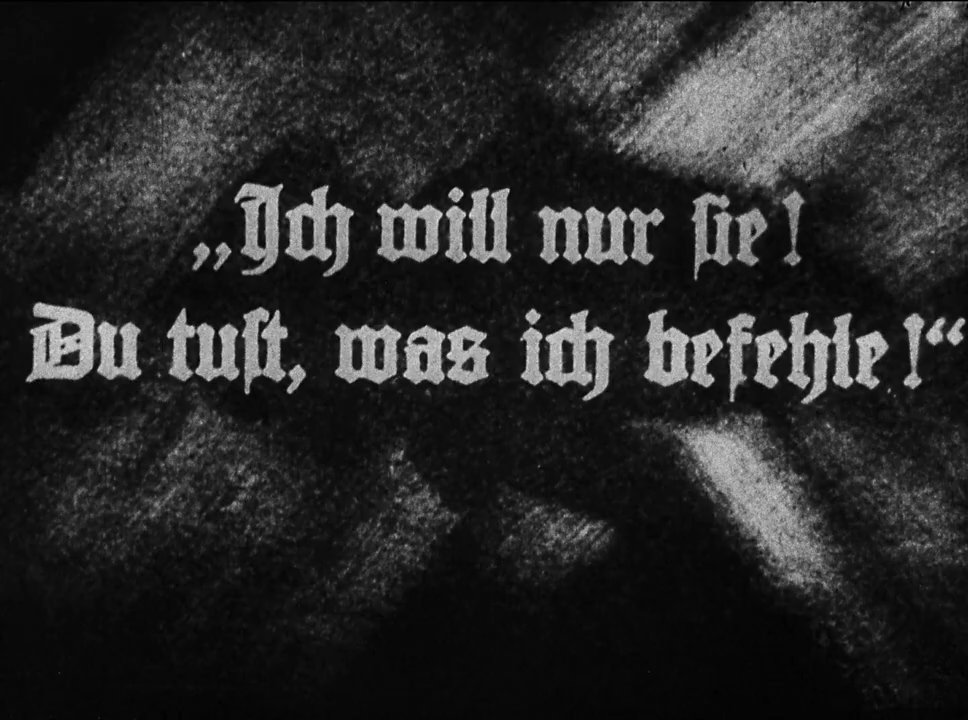 „Ich will nur sie!
Du tust, was ich befehle!“